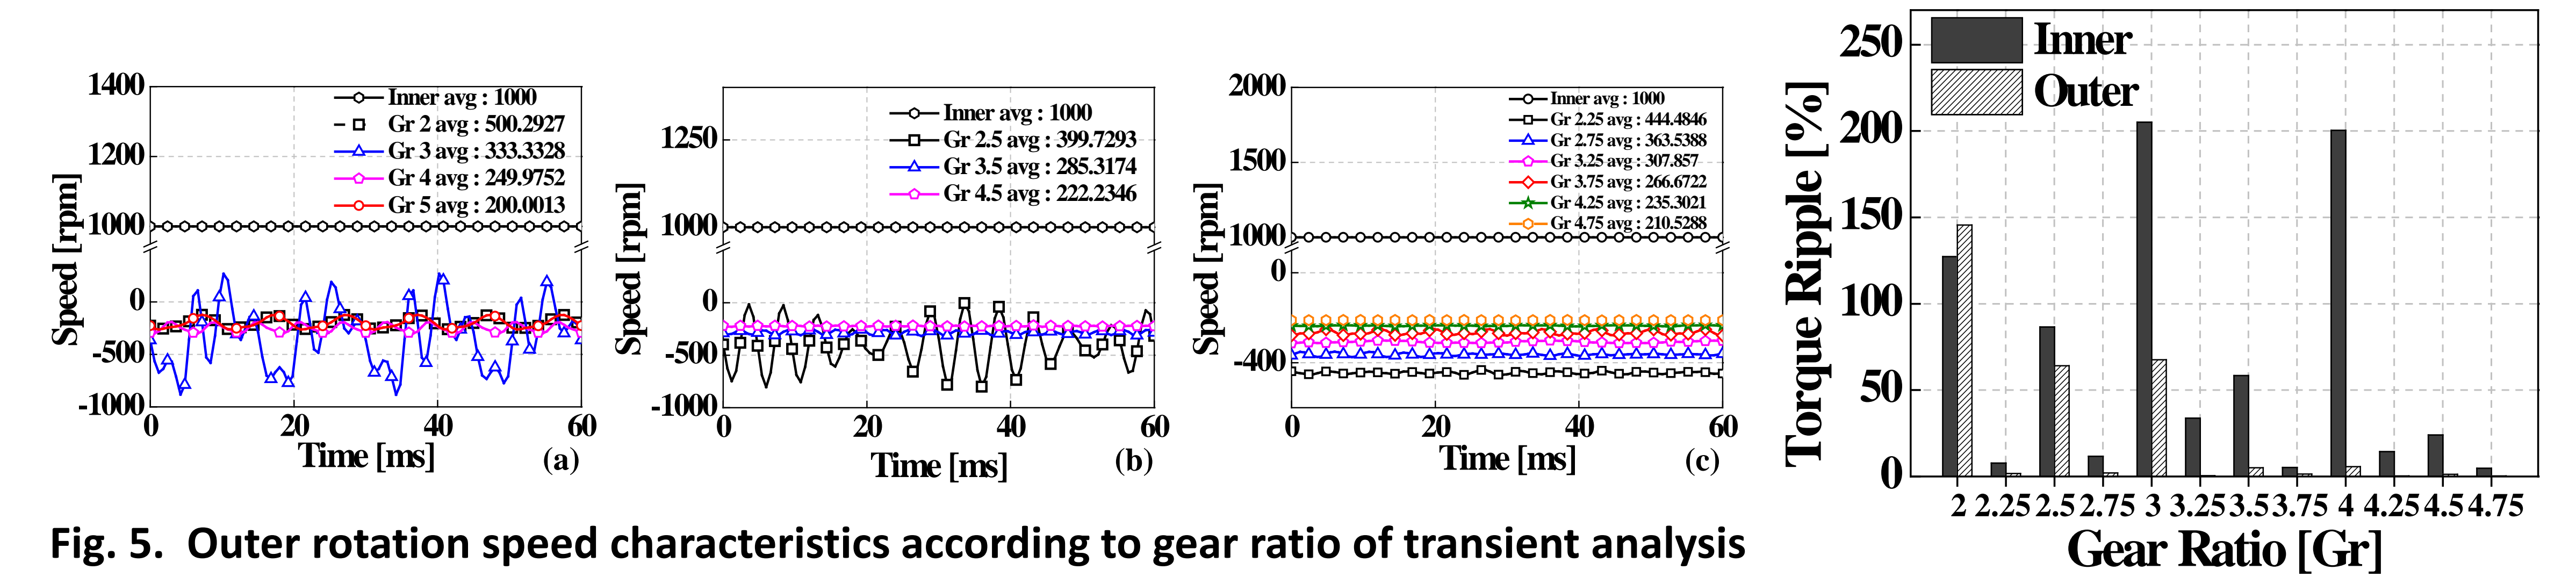 1400
1200
1000
0
-500
-1000
Speed [rpm]
Inner avg : 1000
Gr 2 avg : 500.2927
Gr 3 avg : 333.3328
Gr 4 avg : 249.9752
Gr 5 avg : 200.0013
0 20 40 60
Time [ms] (a)
1250
1000
0
-500
-1000
Speed [rpm]
Inner avg : 1000
Gr 2.5 avg : 399.7293
Gr 3.5 avg : 285.3174
Gr 4.5 avg : 222.2346
0 20 40 60
Time [ms] (b)
2000
1500
1000
0
-400
Speed [rpm]
Inner avg : 1000
Gr 2.25 avg : 444.4846
Gr 2.75 avg : 363.5388
Gr 3.25 avg : 307.857
Gr 3.75 avg : 266.6722
Gr 4.25 avg : 235.3021
Gr 4.75 avg : 210.5288
0 20 40 60
Time [ms] (c)
250
200
150
100
50
0
Torque Ripple [%]
Inner
Outer
2 2.25 2.5 2.75 3 3.25 3.5 3.75 4 4.25 4.5 4.75
Gear Ratio [Gr]
Fig. 5. Outer rotation speed characteristics according to gear ratio of transient analysis